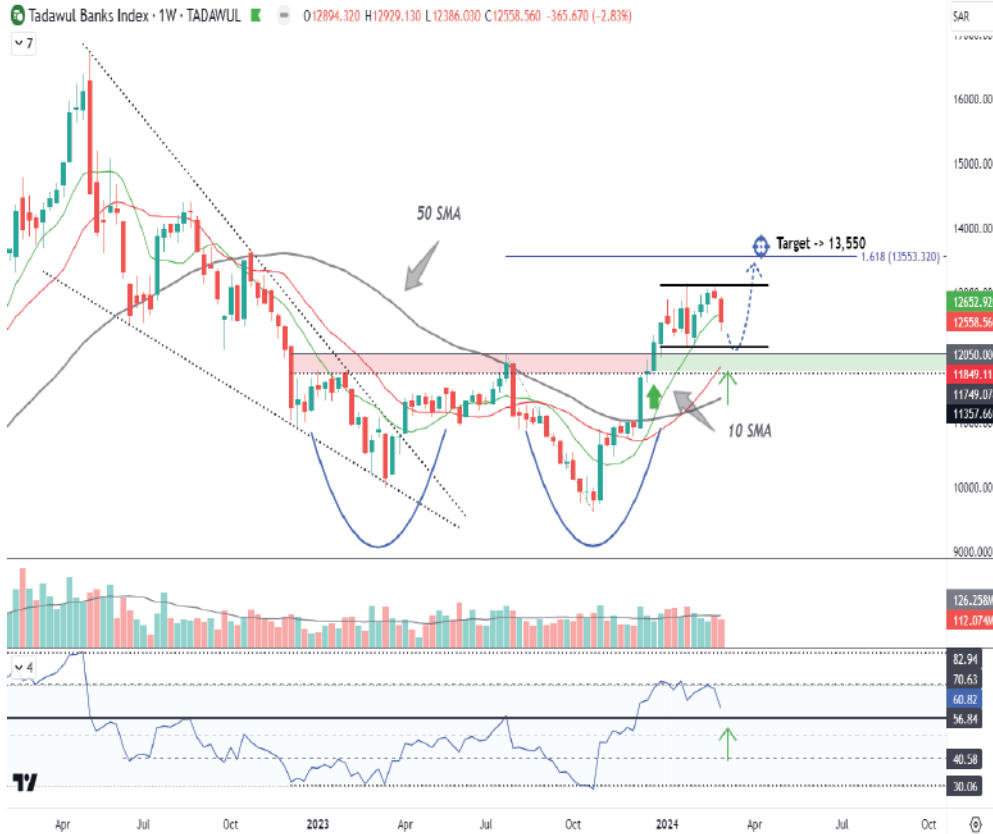 Tadawul Banks Index · 1W · TADAWUL O12894.320 H12929.130 L12386.030 C12558.560 -365.670 (-2.83%)
SAR
7
16000.00
15000.00
14000.00
50 SMA
Target -> 13,550
1.618 (13553.320)
12652.92
12558.56
12050.00
11849.11
11749.07
11357.66
10 SMA
10000.00
9000.000
126.258M
112.074M
4
82.94
70.63
60.82
56.84
40.58
30.06
Apr Jul Oct 2023 Apr Jul Oct 2024 Apr Jul Oct